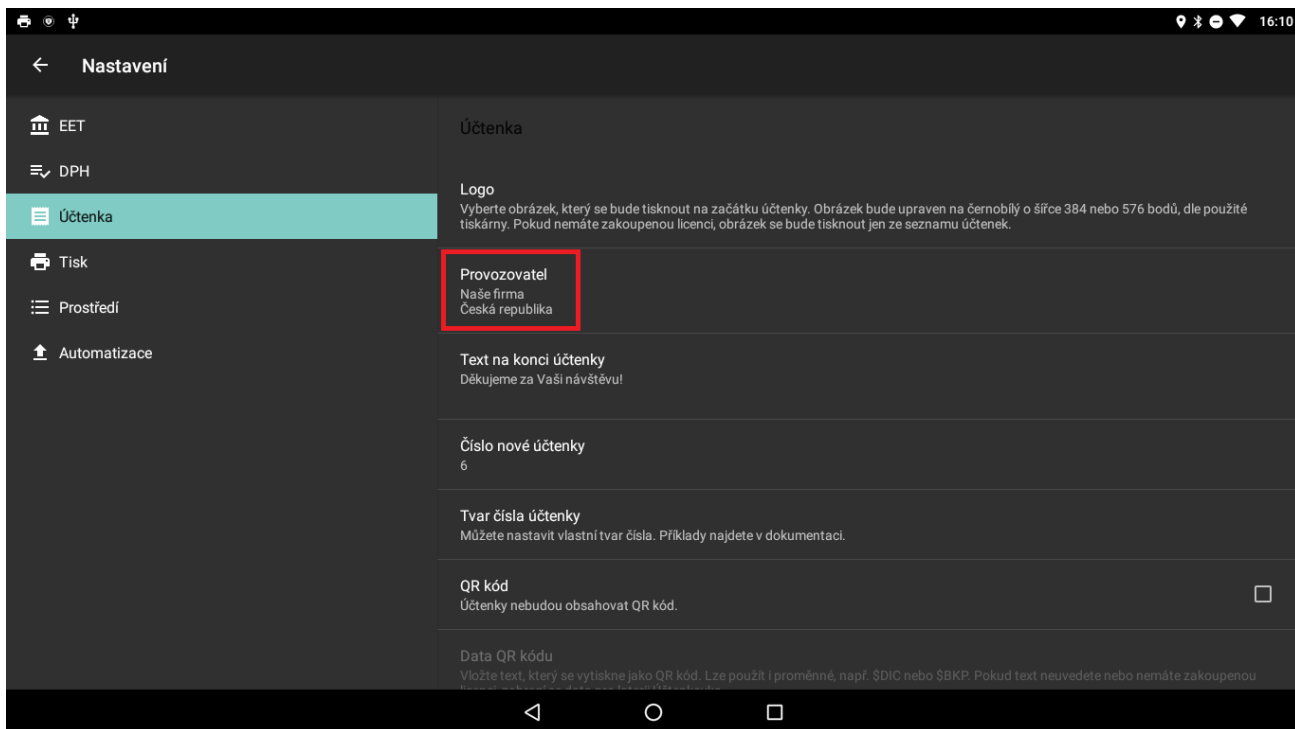 16:10
Nastavení
EET
DPH
Účtenka
Tisk
Prostředí
Automatizace
Účtenka
Logo
Vyberte obrázek, který se bude tisknout na začátku účtenky. Obrázek bude upraven na černobílý o šířce 384 nebo 576 bodů, dle použité
tiskárny. Pokud nemáte zakoupenou licenci, obrázek se bude tisknout jen ze seznamu účtenek.
Provozovatel
Naše firma
Česká republika
Text na konci účtenky
Děkujeme za Vaši návštěvu!
Číslo nové účtenky
6
Tvar čísla účtenky
Můžete nastavit vlastní tvar čísla. Příklady najdete v dokumentaci.
QR kód
Účtenky nebudou obsahovat QR kód.
Data QR kódu
Vložte text, který se vytiskne jako QR kód. Lze použít i proměnné, např. $DIC nebo $BKP. Pokud text neuvedete nebo nemáte zakoupenou